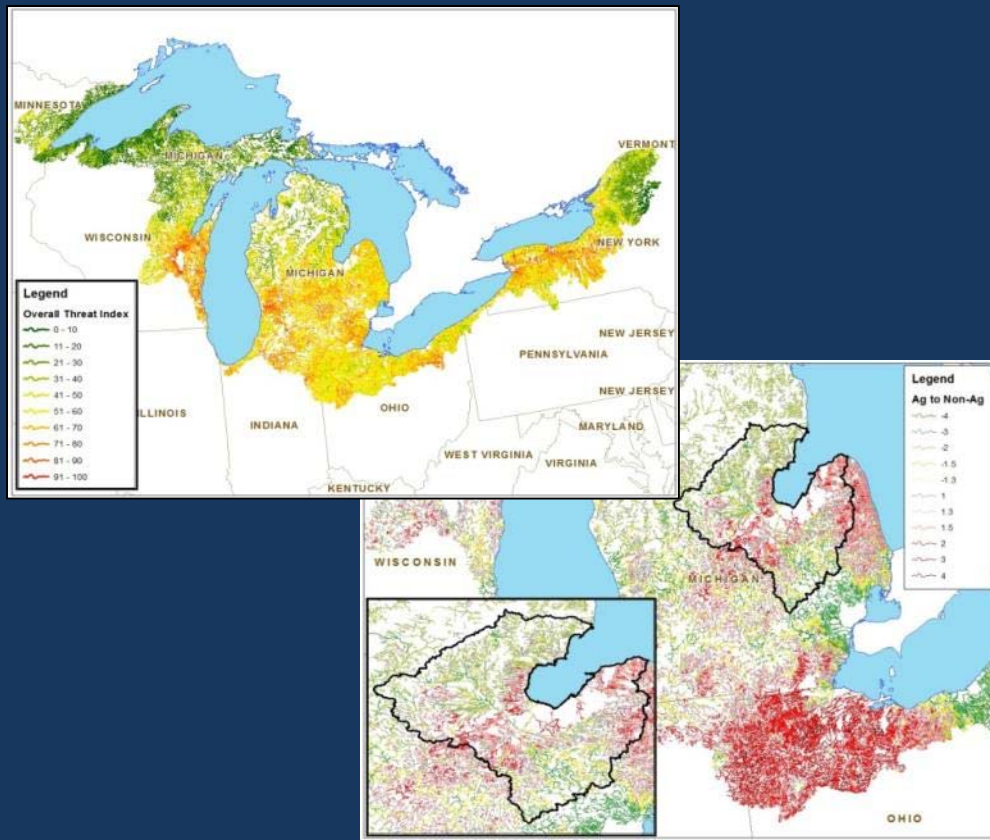 MINNESOTA
MICHIGAN
VERMONT
WISCONSIN
NEW YORK
MICHIGAN
Legend
Overall Threat Index
0 - 10
11 - 20
21 - 30
31 - 40
41 - 50
51 - 60
61 - 70
71 - 80
81 - 90
91 - 100
NEW JERSEY
PENNSYLVANIA
NEW JERSEY
ILLINOIS
INDIANA
OHIO
MARYLAND
WEST VIRGINIA
VIRGINIA
KENTUCKY
Legend
Ag to Non-Ag
-4
-3
-2
-1.5
-1.3
1
1.3
1.5
2
3
4
WISCONSIN
MICHIGAN
OHIO